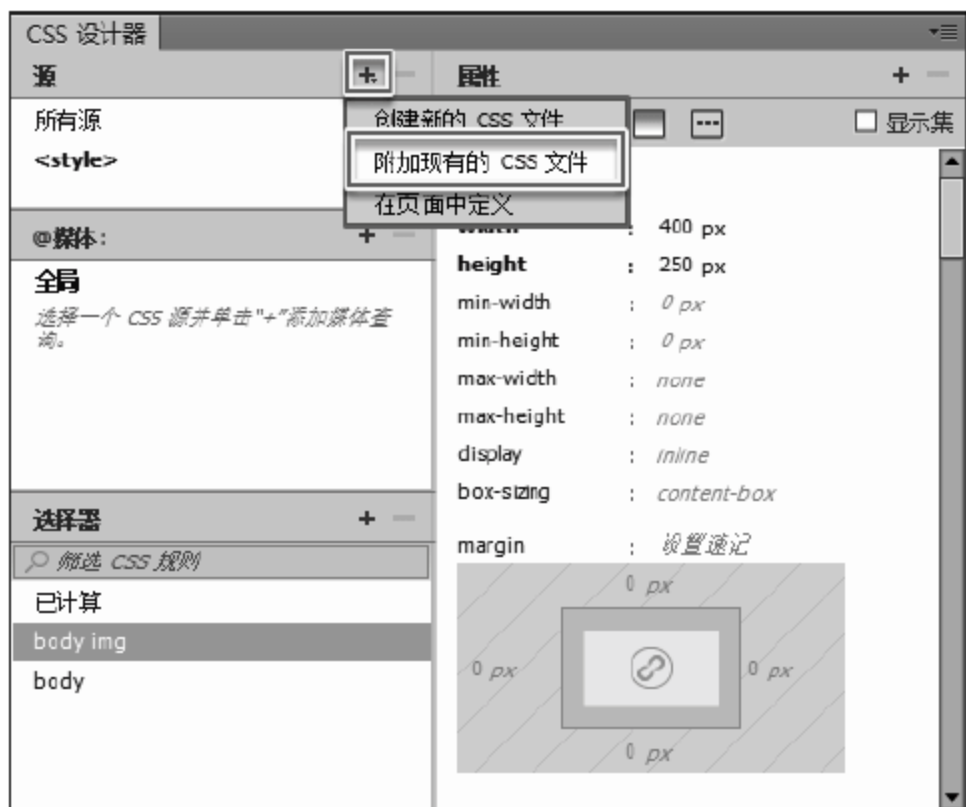 CSS 设计器
源
所有源
<style>
创建新的 CSS 文件
附加现有的 CSS 文件
在页面中定义
@媒体:
全局
选择一个 CSS 源并单击"+"添加媒体查
询。
选择器
筛选 CSS 规则
已计算
body img
body
属性
显示集
width : 400 px
height : 250 px
min-width : 0 px
min-height : 0 px
max-width : none
max-height : none
display : inline
box-sizing : content-box
margin : 设置速记
0 px
0 px
0 px
0 px